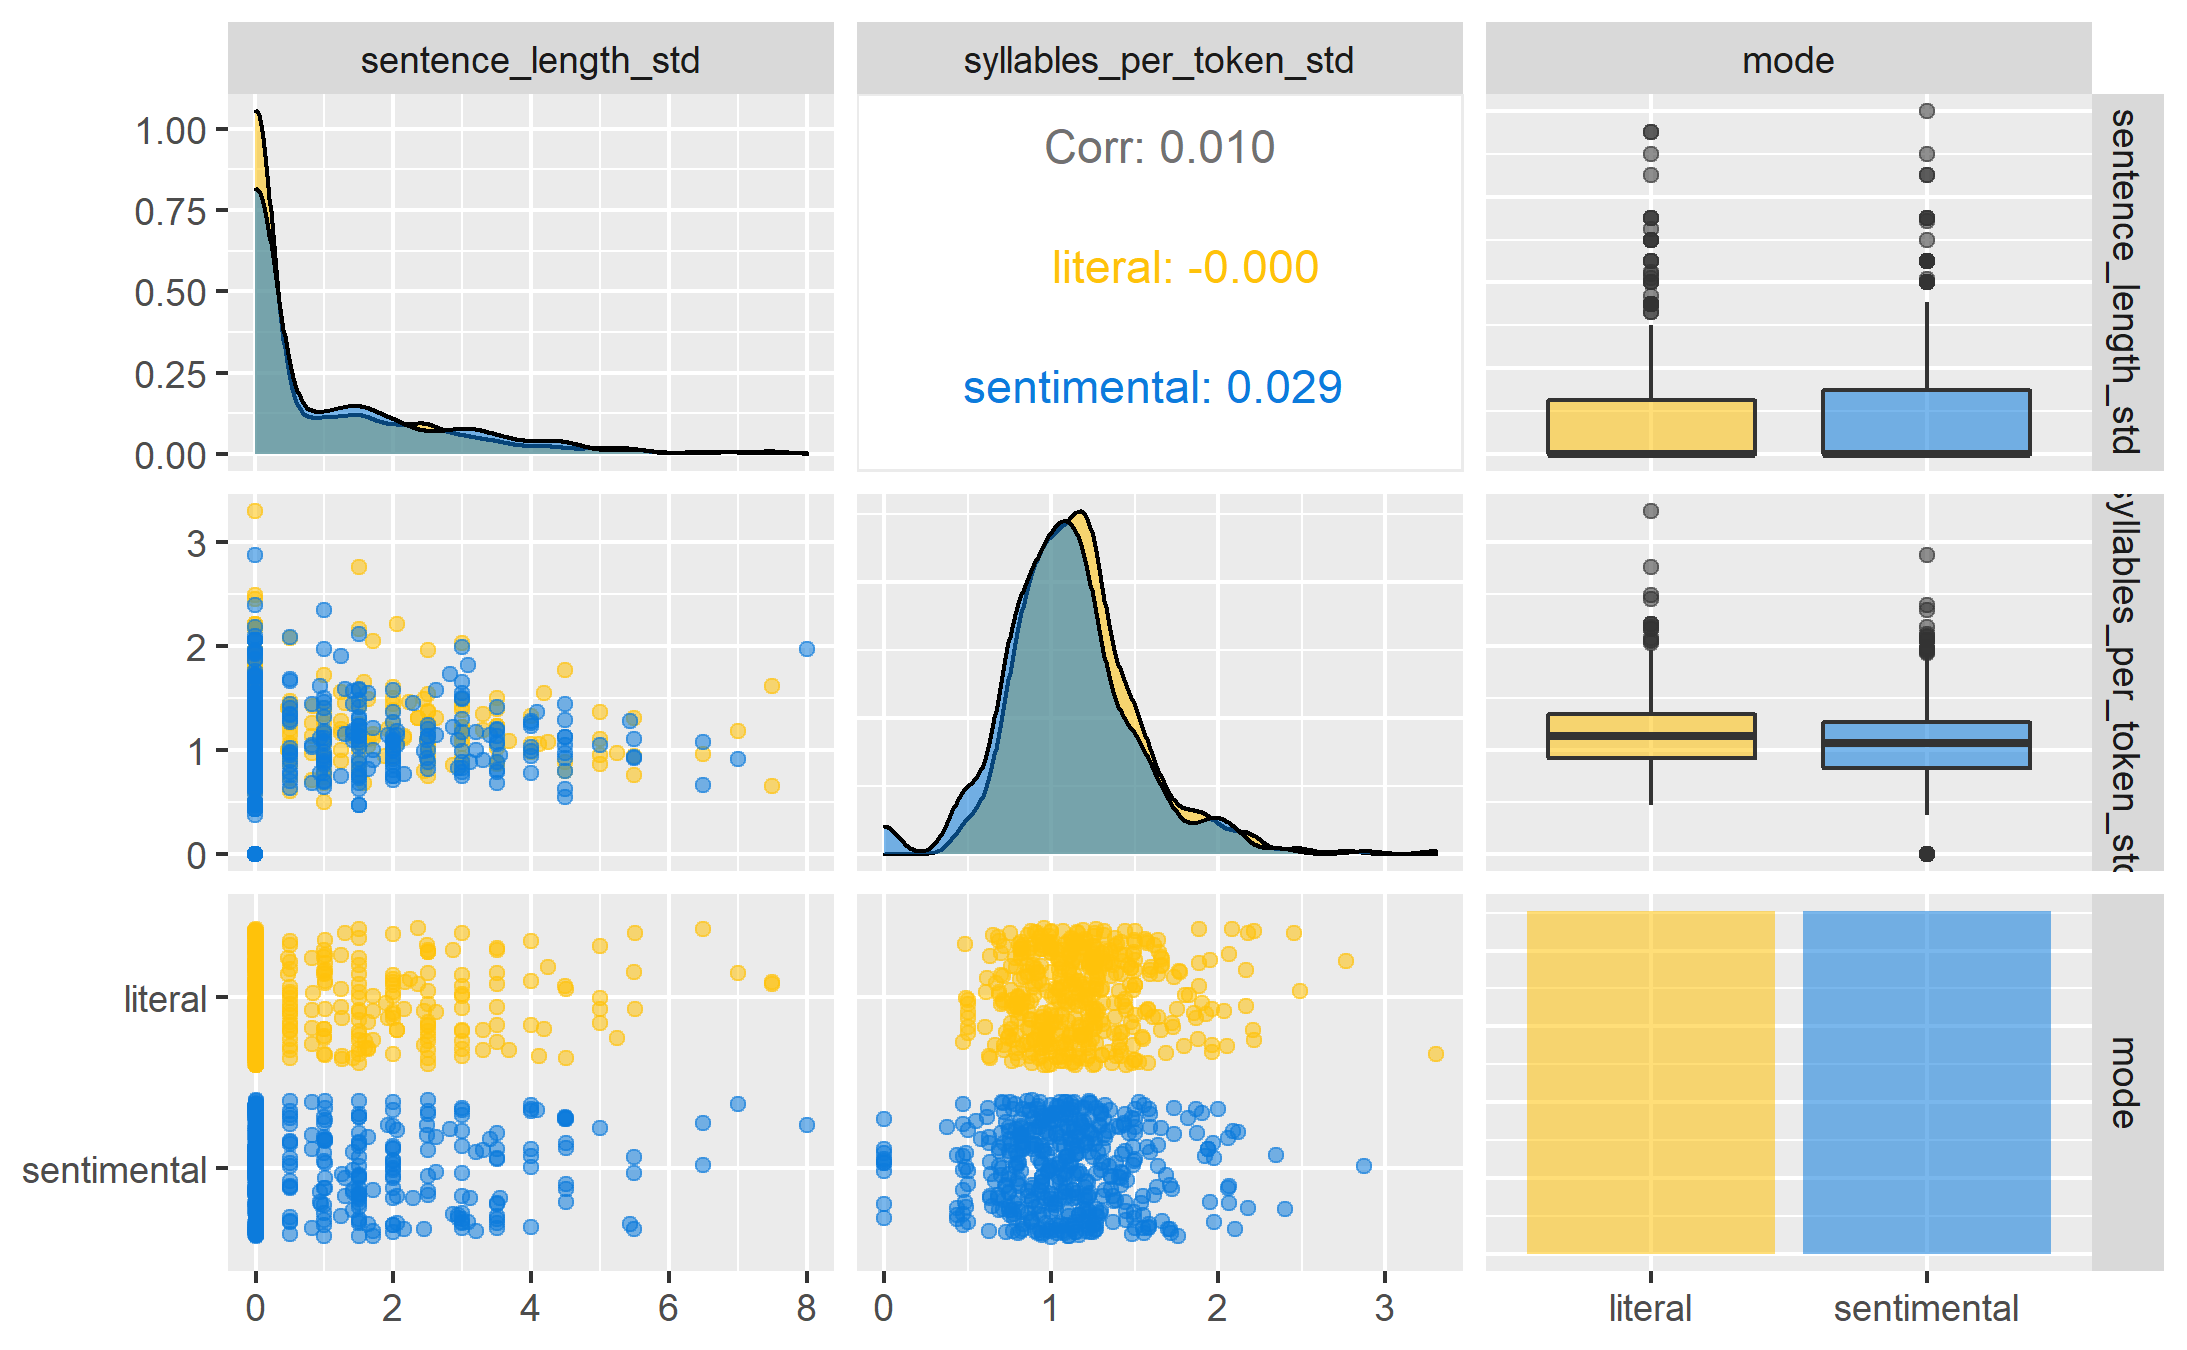 sentence_length_std
syllables_per_token_std
mode
1.00
0.75
0.50
0.25
0.00
Corr: 0.010
literal: -0.000
sentimental: 0.029
sentence_length_std
3
2
1
0
syllables_per_token_std
literal
sentimental
mode
0 2 4 6 8
0 1 2 3
literal sentimental